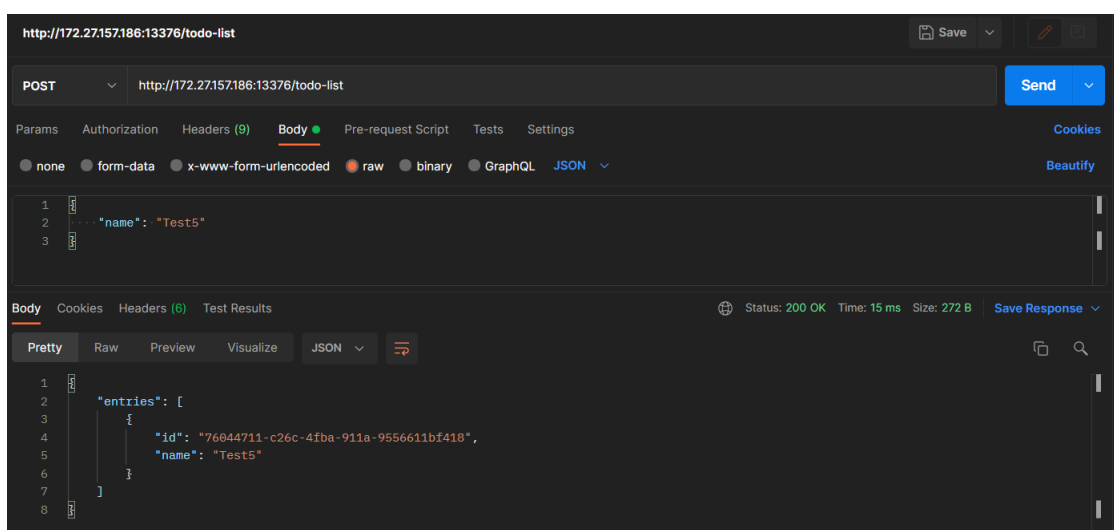 http://172.27.157.186:13376/todo-list Save
POST http://172.27.157.186:13376/todo-list Send
Params Authorization Headers (9) Body Pre-request Script Tests Settings Cookies
none form-data x-www-form-urlencoded raw binary GraphQL JSON Beautify
1 {
2 "name": "Test5"
3 }
Body Cookies Headers (6) Test Results Status: 200 OK Time: 15 ms Size: 272 B Save Response
Pretty Raw Preview Visualize JSON
1 {
2 "entries": [
3 {
4 "id": "76044711-c26c-4fba-911a-9556611bf418",
5 "name": "Test5"
6 }
7 ]
8 }